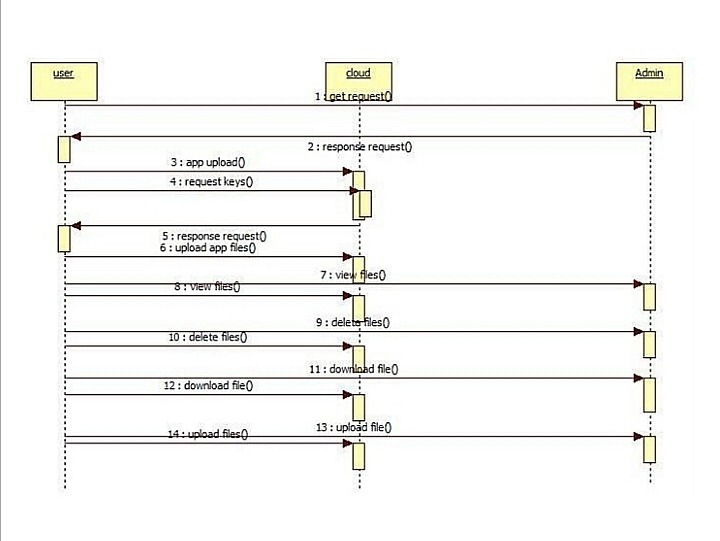 user
cloud
Admin
1 : get request()
2 : response request()
3 : app upload()
4 : request keys()
5 : response request()
6 : upload app files()
7 : view files()
8 : view files()
9 : delete files()
10 : delete files()
11 : download file()
12 : download file()
13 : upload file()
14 : upload files()